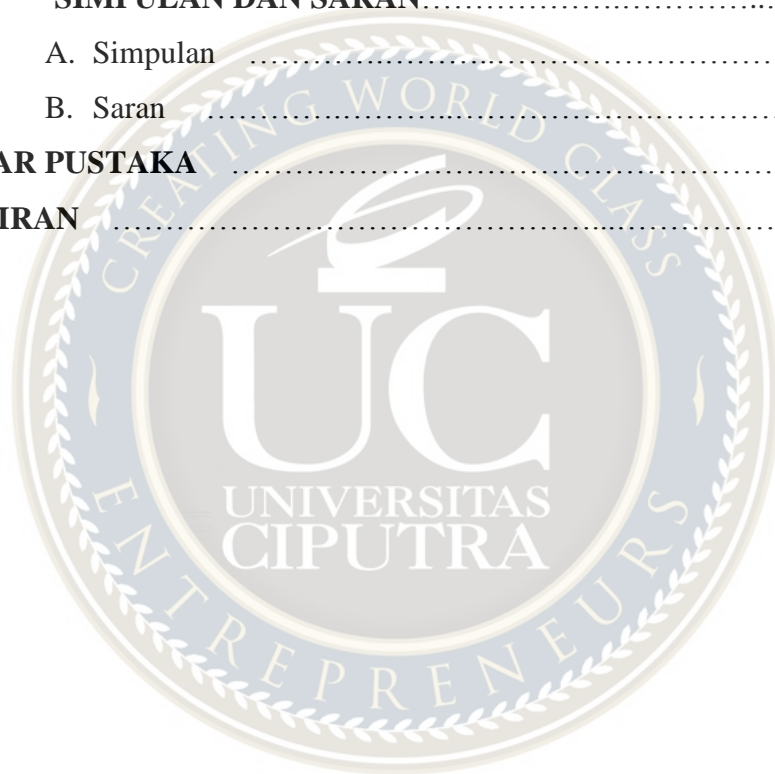 SIMPULAN DAN SARAN……………….…………...
A. Simpulan ………….………….……………………
B. Saran ………….………….………………….…………
AR PUSTAKA ……………………………………….………
IRAN ……………………………………….....……………
CREATING WORLD CLASS
UC
UNIVERSITAS
CIPUTRA
ENTREPRENEURS